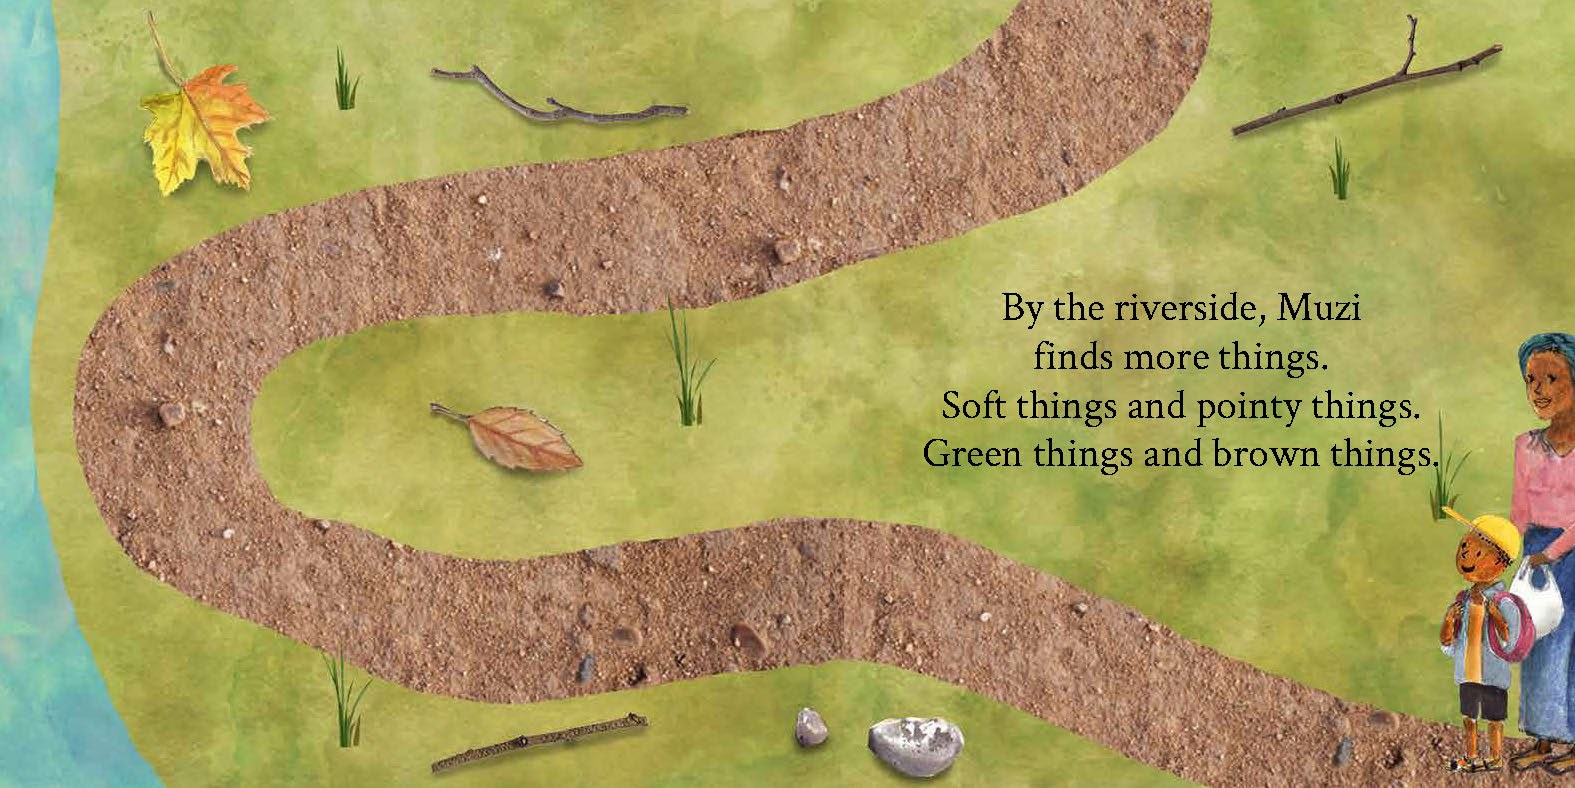 By the riverside, Muzi
finds more things.
Soft things and pointy things.
Green things and brown things.